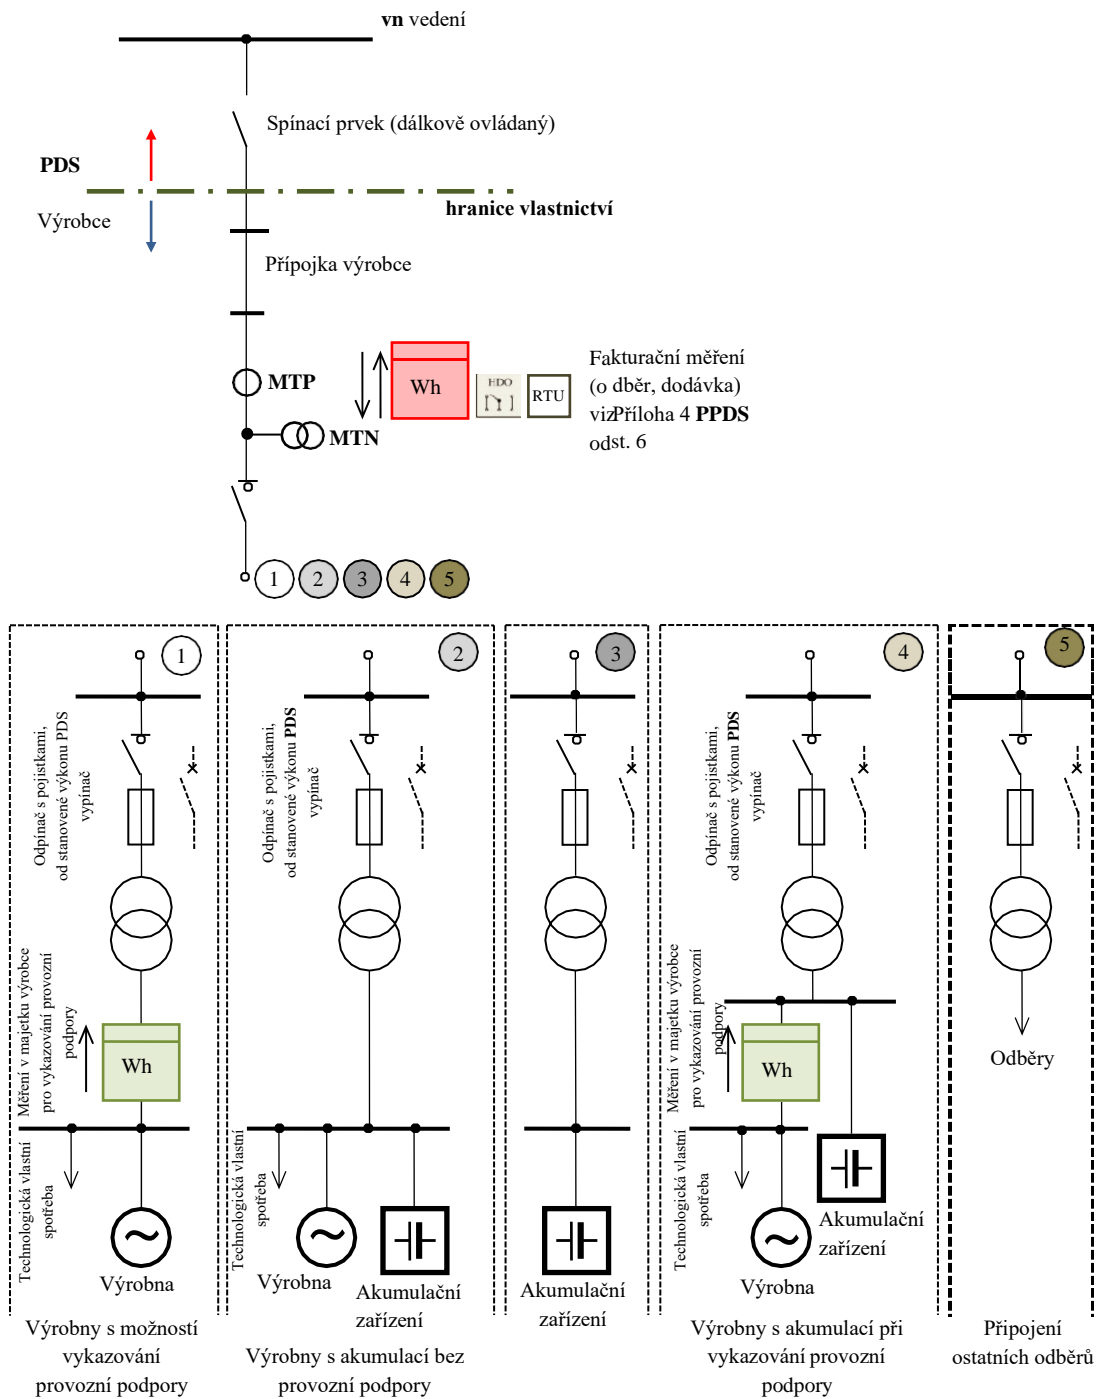 vn vedení
Spínací prvek (dálkově ovládaný)
PDS
hranice vlastnictví
Výrobce
Přípojka výrobce
MTP
Wh
HDO
RTU
Fakturační měření
(o dběr, dodávka)
vizPříloha 4 PPDS
odst. 6
MTN
1 2 3 4 5
1
Odpínač s pojistkami,
od stanovené výkonu PDS
vypínač
Měření v majetku výrobce
pro vykazování provozní
podpory
Wh
Technologická vlastní
spotřeba
Výrobna
Výrobny s možností
vykazování
provozní podpory
2
Odpínač s pojistkami,
od stanovené výkonu PDS
vypínač
Technologická vlastní
spotřeba
Výrobna
Akumulační
zařízení
Výrobny s akumulací bez
provozní podpory
3
Akumulační
zařízení
4
Odpínač s pojistkami,
od stanovené výkonu PDS
vypínač
Měření v majetku výrobce
pro vykazování provozní
podpory
Wh
Technologická vlastní
spotřeba
Výrobna
Akumulační
zařízení
Výrobny s akumulací při
vykazování provozní
podpory
5
Odběry
Připojení
ostatních odběrů